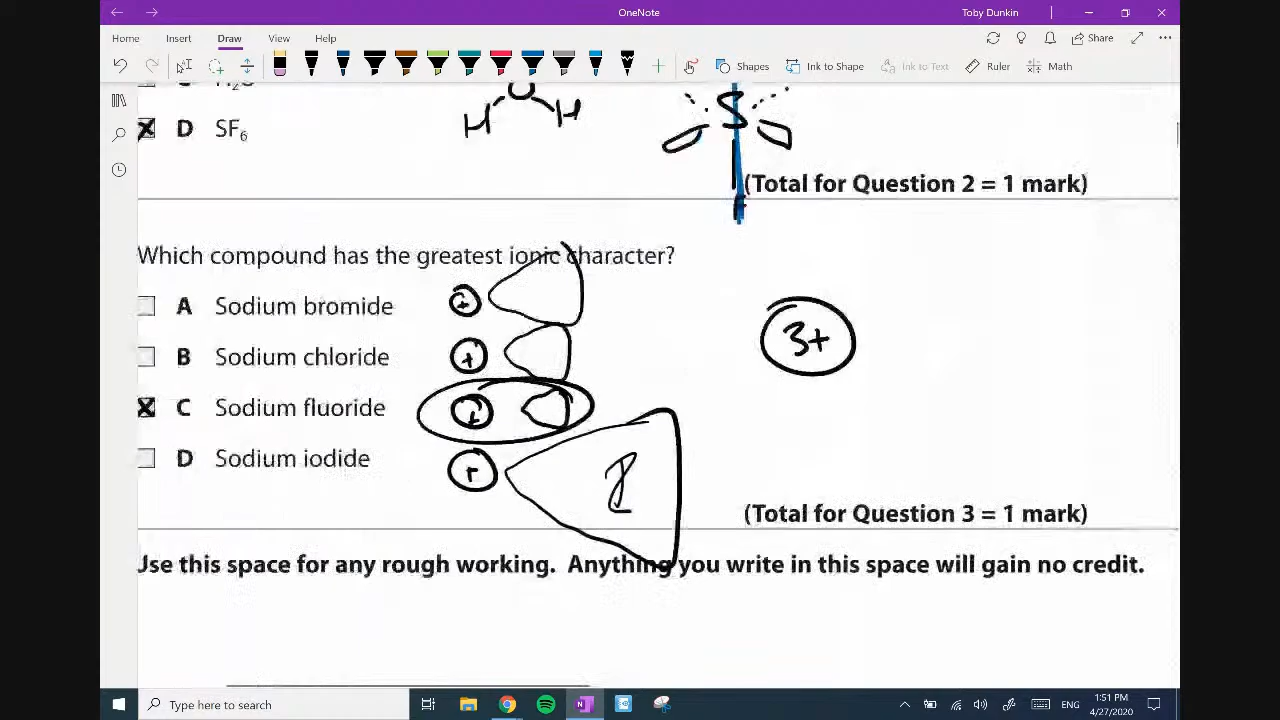 OneNote
Toby Dunkin
Home Insert Draw View Help
Share
Shapes Ink to Shape Ink to Text Ruler Math
H H
S
D SF₆
F
(Total for Question 2 = 1 mark)
Which compound has the greatest ionic character?
A Sodium bromide +
B Sodium chloride +
3+
C Sodium fluoride +
D Sodium iodide +
(Total for Question 3 = 1 mark)
Use this space for any rough working. Anything you write in this space will gain no credit.
Type here to search
ENG
1:51 PM
4/27/2020